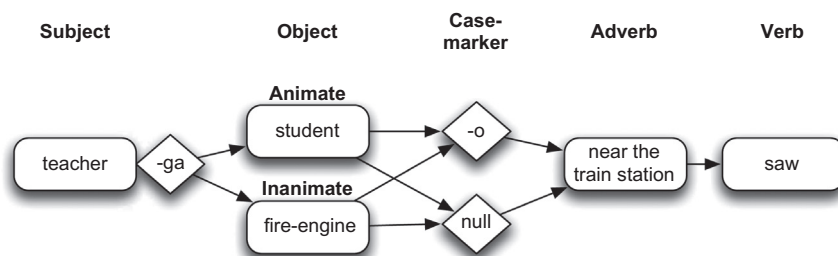 Subject
Object
Case-
marker
Adverb
Verb
Animate
student
-o
teacher
-ga
near the
train station
saw
Inanimate
fire-engine
null